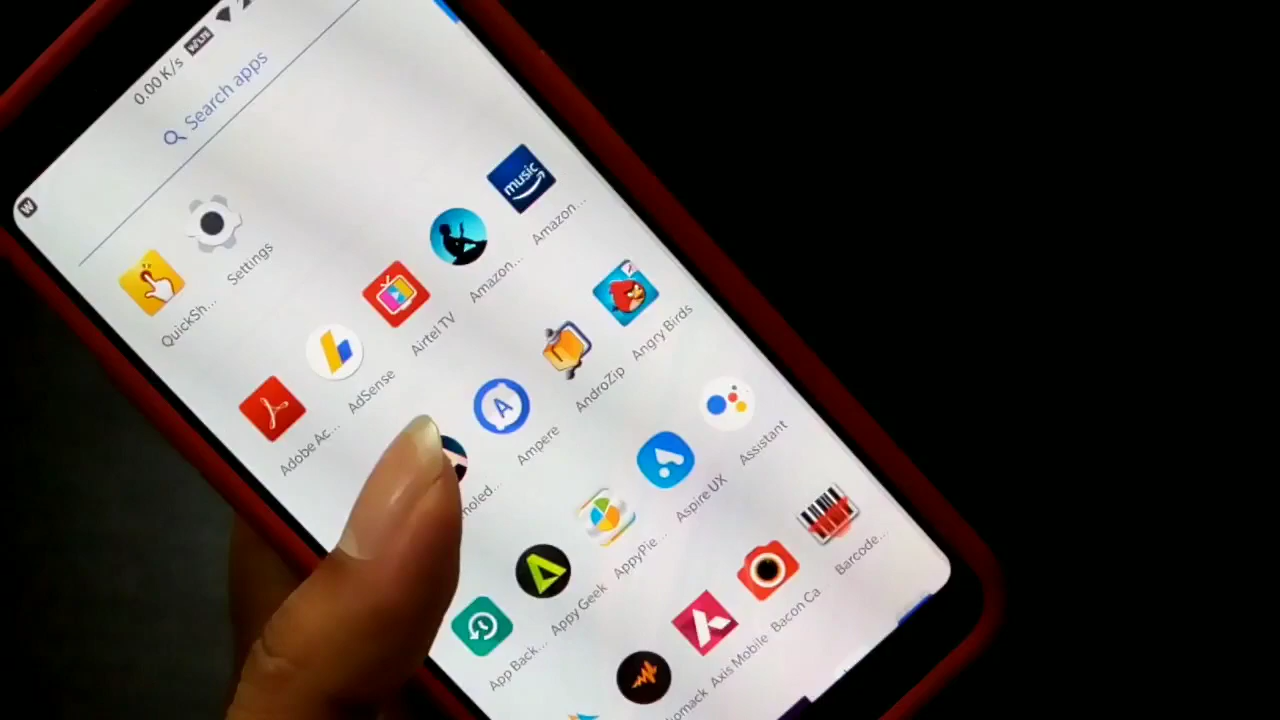 0.00 K/s
W
Search apps
QuickSh...
Settings
Adobe Ac...
AdSense
Airtel TV
Amazon...
music
Amazon...
moled...
A
Ampere
AndroZip
Angry Birds
App Back...
Appy Geek
AppyPie...
Aspire UX
Assistant
Axis Mobile
Bacon Ca
Barcode...